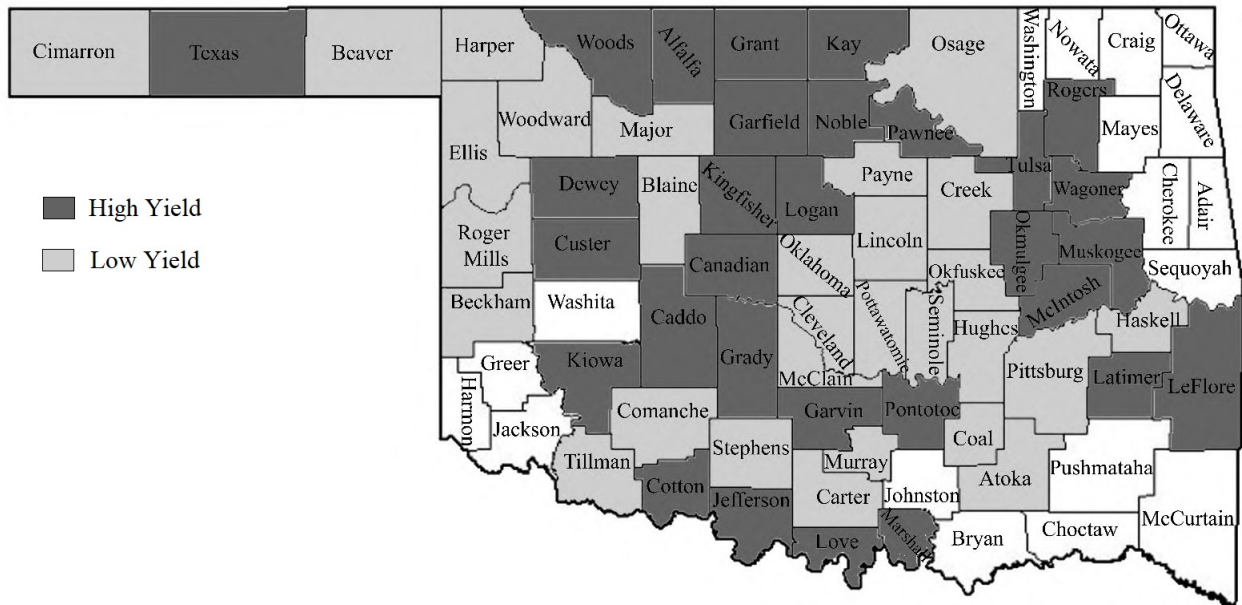 Cimarron
Texas
Beaver
Harper
Woods
Alfalfa
Grant
Kay
Osage
Washington
Nowata
Craig
Ottawa
Rogers
Delaware
Mayes
Woodward
Major
Garfield
Noble
Pawnee
Ellis
Dewey
Blaine
Kingfisher
Logan
Payne
Creek
Tulsa
Wagoner
Cherokee
Adair
High Yield
Low Yield
Roger
Mills
Custer
Canadian
Oklahoma
Lincoln
Okfuskee
Okmulgee
Muskogee
Sequoyah
Beckham
Washita
Caddo
Grady
Cleveland
Pottawatomie
Seminole
Hughes
McIntosh
Haskell
McClain
Pittsburg
Latimer
LeFlore
Greer
Kiowa
Harmon
Jackson
Comanche
Stephens
Garvin
Pontotoc
Coal
Tillman
Cotton
Jefferson
Murray
Carter
Johnston
Atoka
Pushmataha
McCurtain
Love
Marshall
Bryan
Choctaw